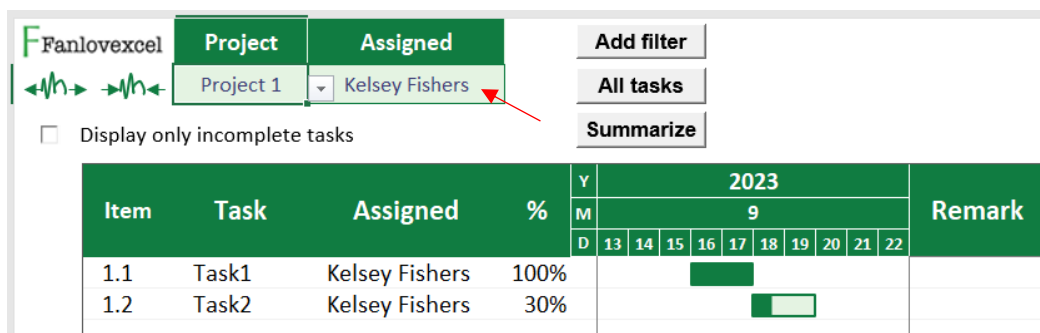 Fanlovexcel Project Assigned Add filter
Project 1 Kelsey Fishers All tasks
Display only incomplete tasks Summarize
Y 2023
Item Task Assigned % M 9 Remark
D 13 14 15 16 17 18 19 20 21 22
1.1 Task1 Kelsey Fishers 100%
1.2 Task2 Kelsey Fishers 30%